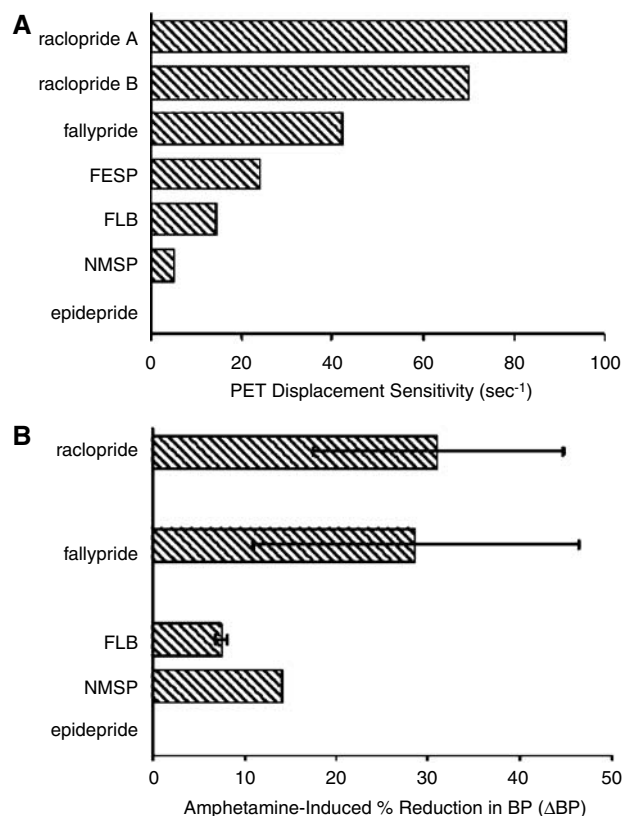 A
raclopride A
raclopride B
fallypride
FESP
FLB
NMSP
epidepride
0 20 40 60 80 100
PET Displacement Sensitivity (sec⁻¹)
B
raclopride
fallypride
FLB
NMSP
epidepride
0 10 20 30 40 50
Amphetamine-Induced % Reduction in BP (ΔBP)